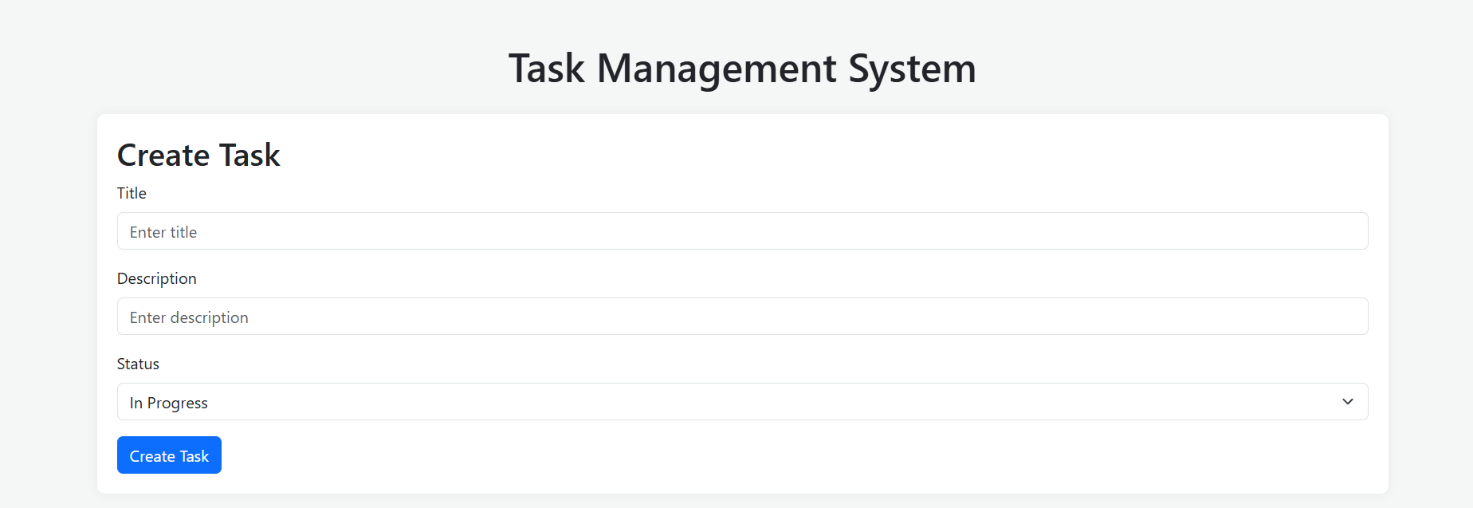 Task Management System
Create Task
Title
Enter title
Description
Enter description
Status
In Progress
Create Task